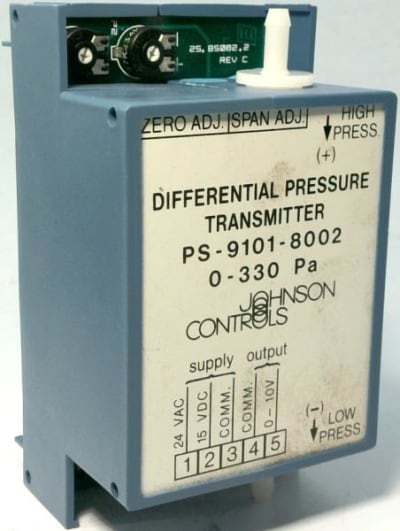 P2
25.85002.2
REV C
ZERO ADJ. SPAN ADJ.
HIGH
PRESS.
(+)
DIFFERENTIAL PRESSURE
TRANSMITTER
PS-9101-8002
0-330 Pa
JOHNSON
CONTROLS
supply output
24 VAC
15 VDC
COMM.
COMM.
0-10V
1 2 3 4 5
(-)
LOW
PRESS